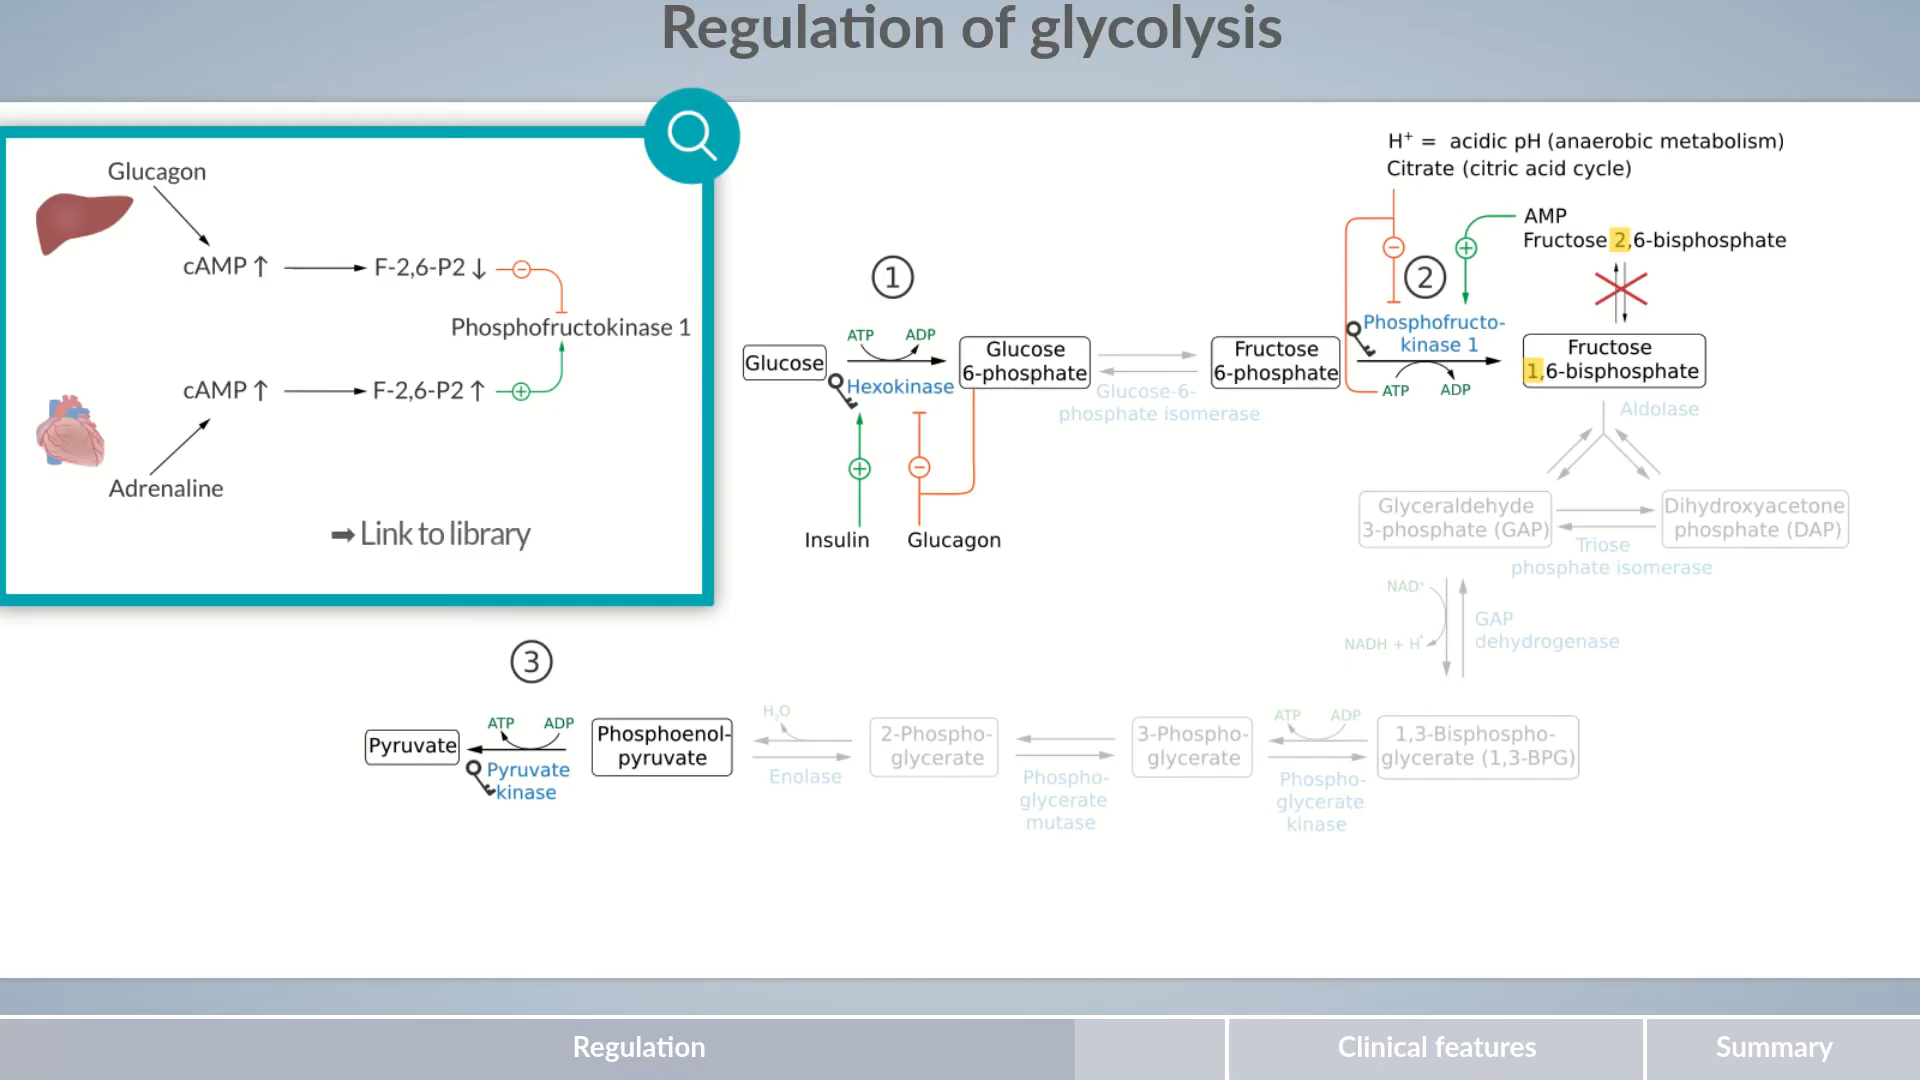 Regulation of glycolysis
Glucagon
cAMP ↑
F-2,6-P2 ↓
Phosphofructokinase 1
cAMP ↑
F-2,6-P2 ↑
Adrenaline
➡ Link to library
H⁺ = acidic pH (anaerobic metabolism)
Citrate (citric acid cycle)
AMP
Fructose 2,6-bisphosphate
1
ATP
ADP
Glucose
Hexokinase
Glucose
6-phosphate
Insulin
Glucagon
Glucose-6-
phosphate isomerase
Fructose
6-phosphate
2
Phosphofructo-
kinase 1
ATP
ADP
Fructose
1,6-bisphosphate
Aldolase
Glyceraldehyde
3-phosphate (GAP)
Dihydroxyacetone
phosphate (DAP)
Triose
phosphate isomerase
NAD⁺
NADH + H⁺
GAP
dehydrogenase
3
Pyruvate
ATP
ADP
Pyruvate
kinase
Phosphoenol-
pyruvate
H₂O
Enolase
2-Phospho-
glycerate
Phospho-
glycerate
mutase
3-Phospho-
glycerate
ATP
ADP
Phospho-
glycerate
kinase
1,3-Bisphospho-
glycerate (1,3-BPG)
Regulation
Clinical features
Summary